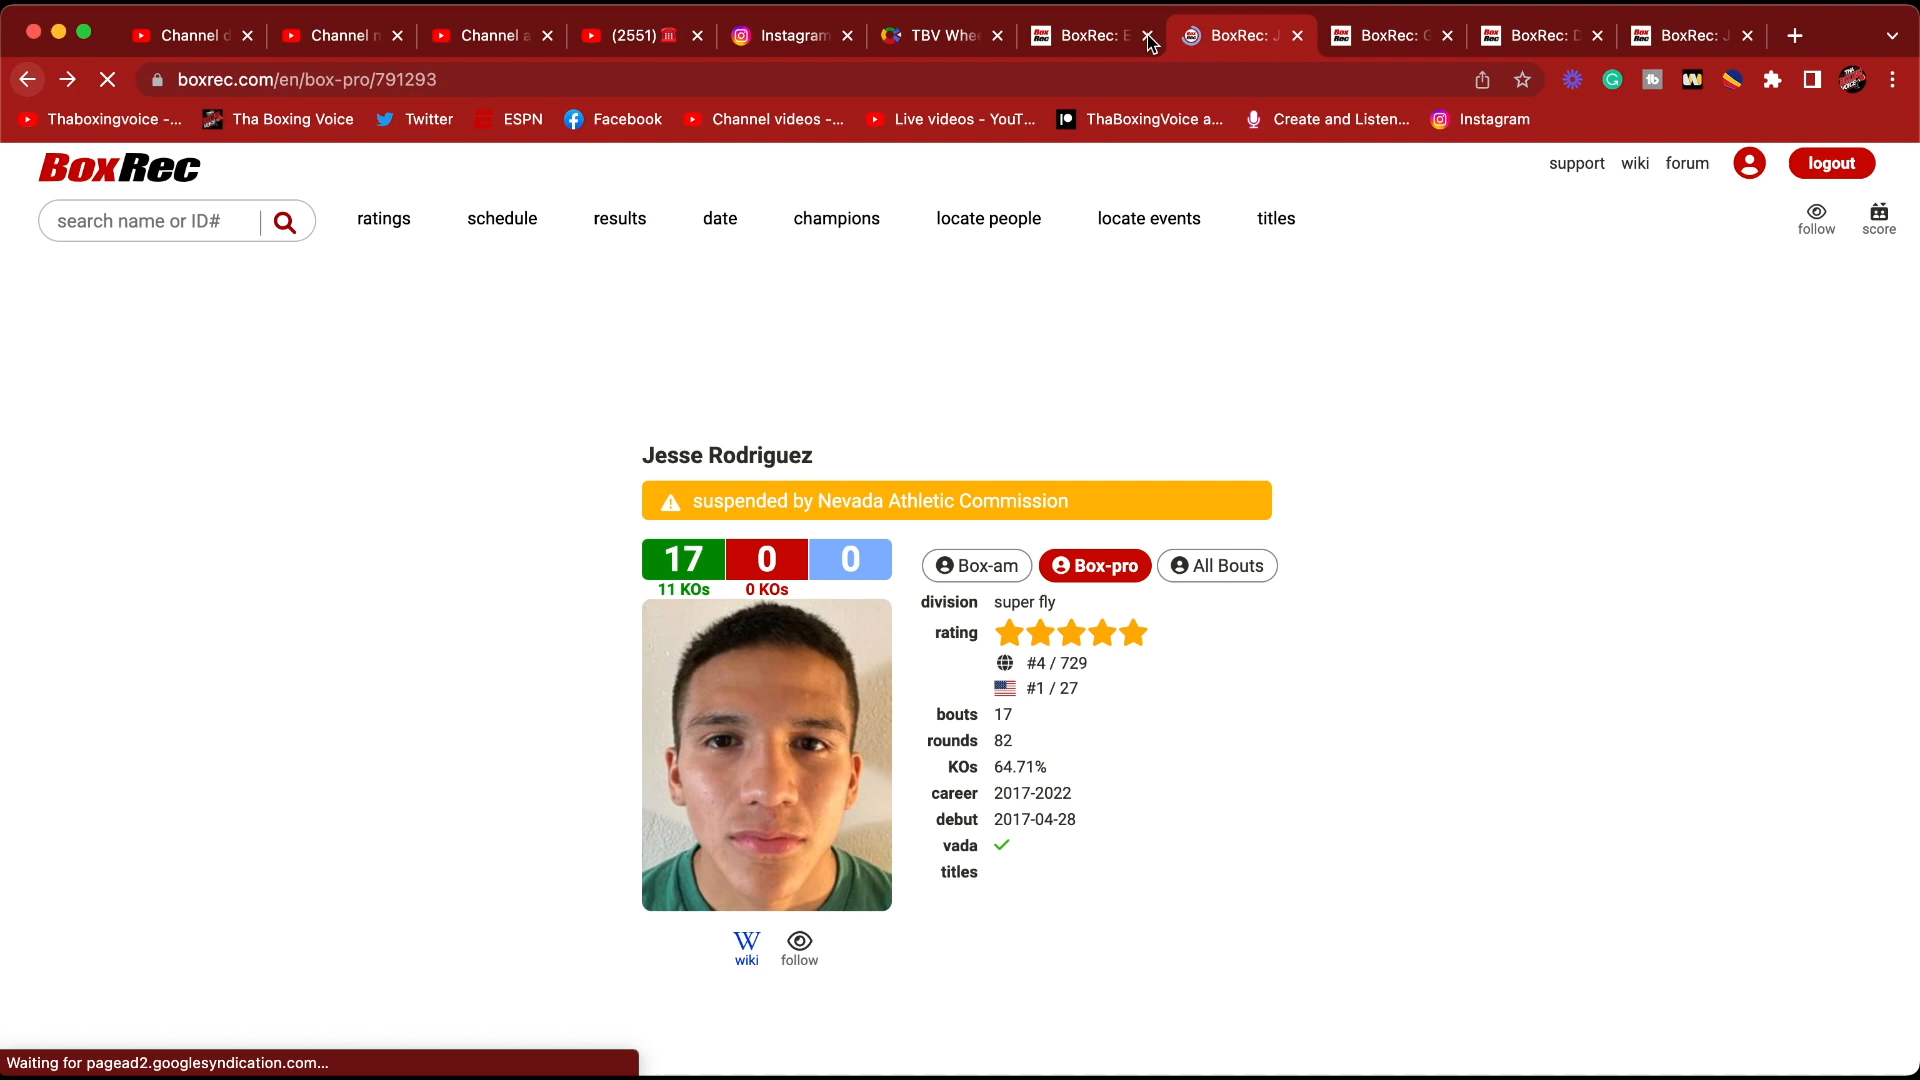 Channel d
Channel m
Channel a
(2551)
Instagram
TBV Whe
BoxRec: E
BoxRec: J
BoxRec: G
BoxRec: D
BoxRec: J
boxrec.com/en/box-pro/791293
Thaboxingvoice -...
Tha Boxing Voice
Twitter
ESPN
Facebook
Channel videos -...
Live videos - YouT...
ThaBoxingVoice a...
Create and Listen...
Instagram
BoxRec
support wiki forum logout
search name or ID#
ratings schedule results date champions locate people locate events titles
follow score
Jesse Rodriguez
suspended by Nevada Athletic Commission
17 0 0
11 KOs 0 KOs
Box-am Box-pro All Bouts
division super fly
rating
#4 / 729
#1 / 27
bouts 17
rounds 82
KOs 64.71%
career 2017-2022
debut 2017-04-28
vada
titles
W
wiki follow
Waiting for pagead2.googlesyndication.com...